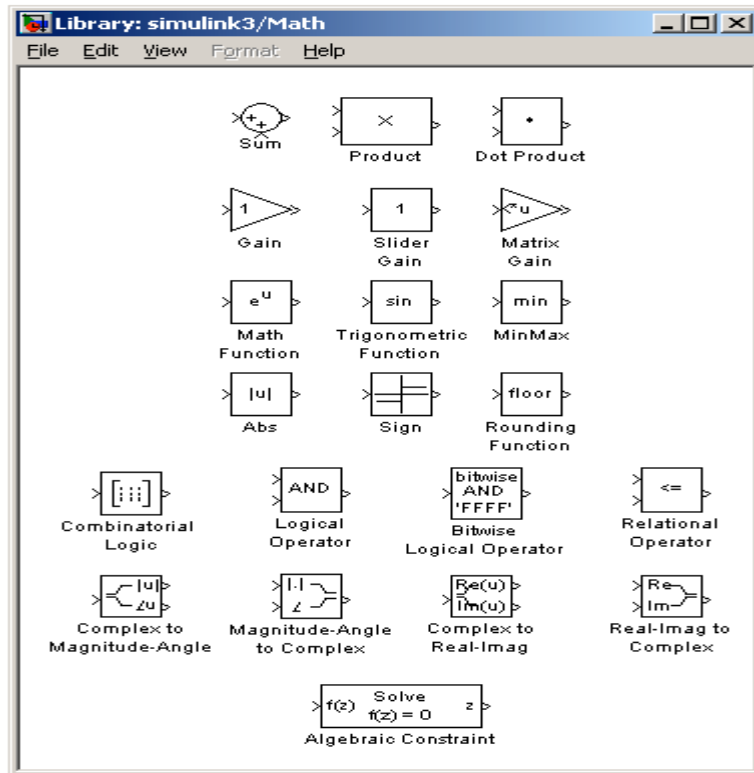 Library: simulink3/Math
File Edit View Format Help
+
+
Sum
×
Product
•
Dot Product
1
Gain
1
Slider
Gain
*u
Matrix
Gain
e^u
Math
Function
sin
Trigonometric
Function
min
MinMax
|u|
Abs
Sign
floor
Rounding
Function
[:::]
Combinatorial
Logic
AND
Logical
Operator
bitwise
AND
'FFFF'
Bitwise
Logical Operator
<=
Relational
Operator
|u|
∠u
Complex to
Magnitude-Angle
|.|
∠
Magnitude-Angle
to Complex
Re(u)
Im(u)
Complex to
Real-Imag
Re
Im
Real-Imag to
Complex
f(z) Solve z
f(z) = 0
Algebraic Constraint